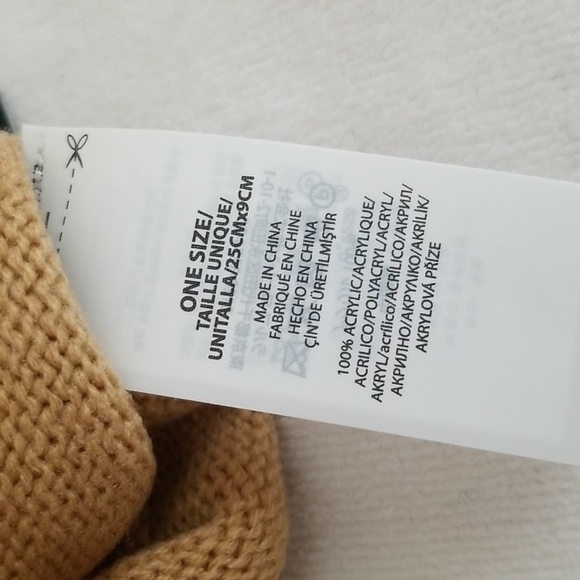 ONE SIZE/
TAILLE UNIQUE/
UNITALLA/25CMx9CM
MADE IN CHINA
FABRIQUÉ EN CHINE
HECHO EN CHINA
ÇİN'DE ÜRETİLMİŞTİR
100% ACRYLIC/ACRYLIQUE/
ACRILICO/POLYACRYL/ACRYL/
AKRYL/acrílico/ACRÍLICO/АКРИЛ/
АКРИЛНО/ΑΚΡΥΛΙΚΟ/AKRİLİK/
AKRYLOVÁ PŘÍZE